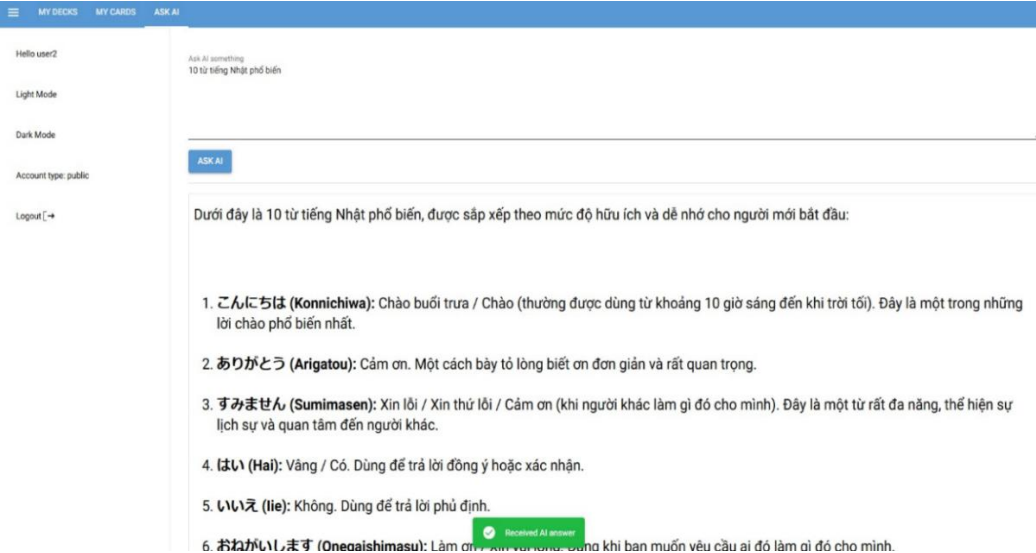 MY DECKS MY CARDS ASK AI
Hello user2
Light Mode
Dark Mode
Account type: public
Logout
Ask AI something
10 từ tiếng Nhật phổ biến
ASK AI
Dưới đây là 10 từ tiếng Nhật phổ biến, được sắp xếp theo mức độ hữu ích và dễ nhớ cho người mới bắt đầu:
1. こんにちは (Konnichiwa): Chào buổi trưa / Chào (thường được dùng từ khoảng 10 giờ sáng đến khi trời tối). Đây là một trong những
lời chào phổ biến nhất.
2. ありがとう (Arigatou): Cảm ơn. Một cách bày tỏ lòng biết ơn đơn giản và rất quan trọng.
3. すみません (Sumimasen): Xin lỗi / Xin thứ lỗi / Cảm ơn (khi người khác làm gì đó cho mình). Đây là một từ rất đa năng, thể hiện sự
lịch sự và quan tâm đến người khác.
4. はい (Hai): Vâng / Có. Dùng để trả lời đồng ý hoặc xác nhận.
5. いいえ (Iie): Không. Dùng để trả lời phủ định.
6. おねがいします (Onegaishimasu): Làm ơn khi bạn muốn yêu cầu ai đó làm gì đó cho mình.
Received AI answer